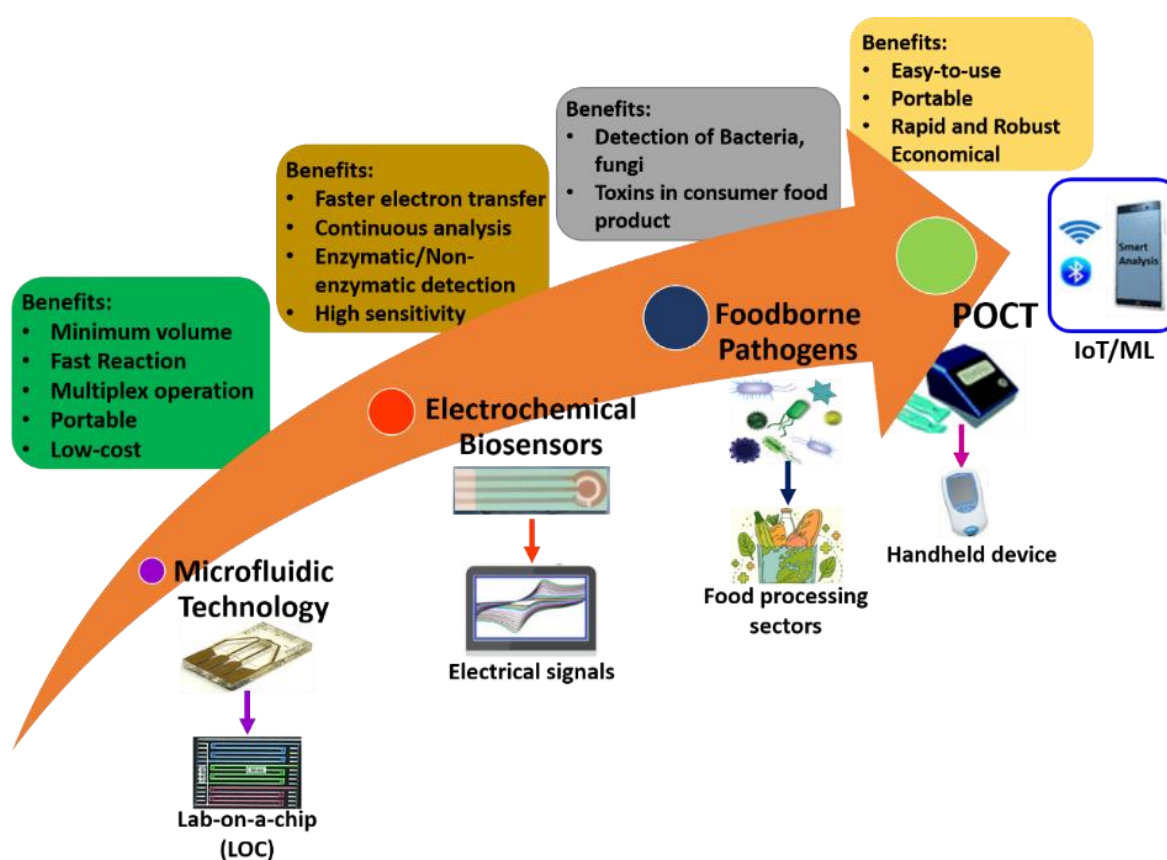 Benefits:
• Minimum volume
• Fast Reaction
• Multiplex operation
• Portable
• Low-cost
Benefits:
• Faster electron transfer
• Continuous analysis
• Enzymatic/Non-
enzymatic detection
• High sensitivity
Benefits:
• Detection of Bacteria,
fungi
• Toxins in consumer food
product
Benefits:
• Easy-to-use
• Portable
• Rapid and Robust
Economical
Microfluidic
Technology
Lab-on-a-chip
(LOC)
Electrochemical
Biosensors
Electrical signals
Foodborne
Pathogens
Food processing
sectors
POCT
Handheld device
Smart
Analysis
IoT/ML